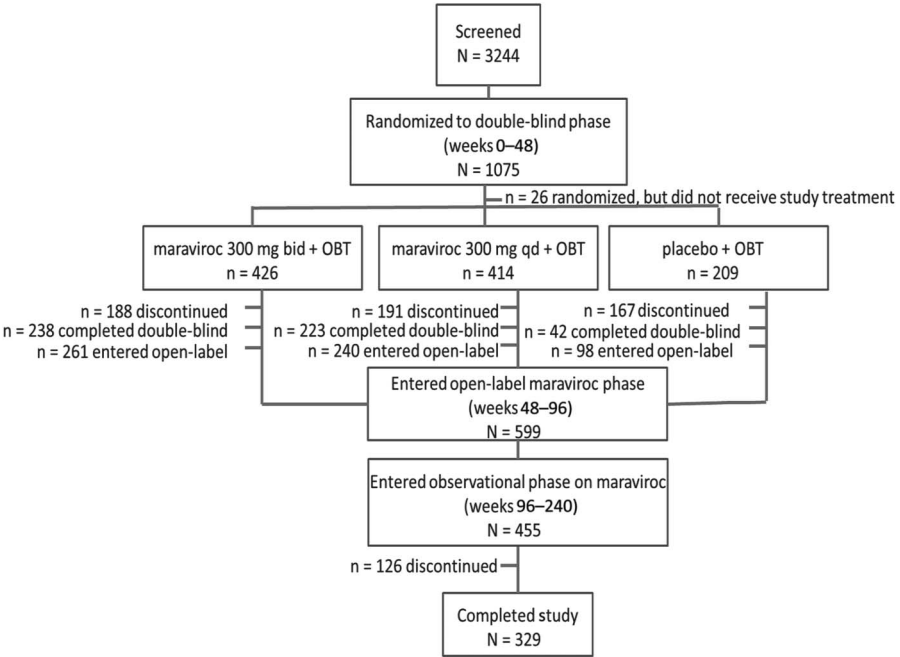 Screened
N = 3244
Randomized to double-blind phase
(weeks 0–48)
N = 1075
n = 26 randomized, but did not receive study treatment
maraviroc 300 mg bid + OBT
n = 426
maraviroc 300 mg qd + OBT
n = 414
placebo + OBT
n = 209
n = 188 discontinued
n = 238 completed double-blind
n = 261 entered open-label
n = 191 discontinued
n = 223 completed double-blind
n = 240 entered open-label
n = 167 discontinued
n = 42 completed double-blind
n = 98 entered open-label
Entered open-label maraviroc phase
(weeks 48–96)
N = 599
Entered observational phase on maraviroc
(weeks 96–240)
N = 455
n = 126 discontinued
Completed study
N = 329